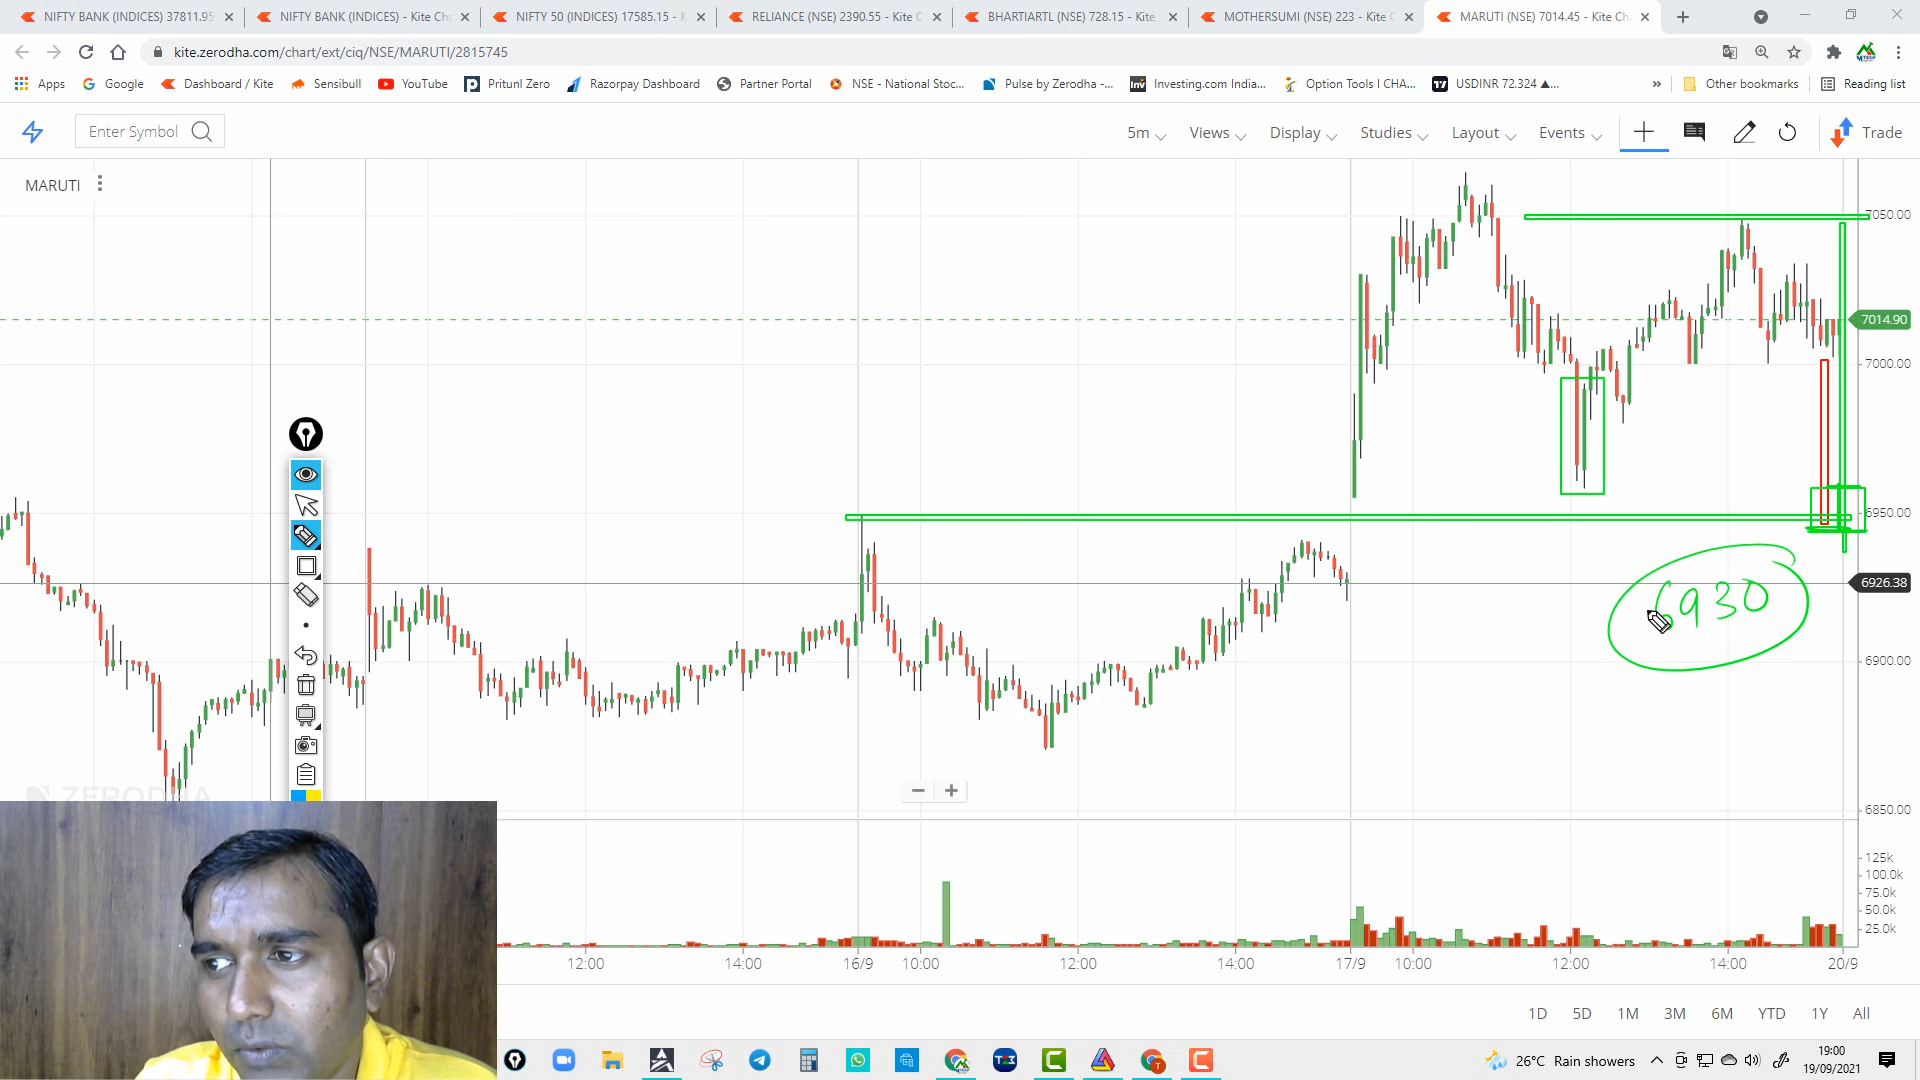 NIFTY BANK (INDICES) 37811.95
NIFTY BANK (INDICES) - Kite Cha
NIFTY 50 (INDICES) 17585.15 - K
RELIANCE (NSE) 2390.55 - Kite C
BHARTIARTL (NSE) 728.15 - Kite
MOTHERSUMI (NSE) 223 - Kite C
MARUTI (NSE) 7014.45 - Kite Ch
kite.zerodha.com/chart/ext/ciq/NSE/MARUTI/2815745
Apps
Google
Dashboard / Kite
Sensibull
YouTube
Pritunl Zero
Razorpay Dashboard
Partner Portal
NSE - National Stoc...
Pulse by Zerodha -...
Investing.com India...
Option Tools I CHA...
USDINR 72.324 ▲...
»
Other bookmarks
Reading list
Enter Symbol
5m
Views
Display
Studies
Layout
Events
Trade
MARUTI
7050.00
7014.90
7000.00
6950.00
6926.38
6930
6900.00
6850.00
ZERODHA
125k
100.0k
75.0k
50.0k
25.0k
12:00
14:00
16/9
10:00
12:00
14:00
17/9
10:00
12:00
14:00
20/9
1D
5D
1M
3M
6M
YTD
1Y
All
26°C Rain showers
19:00
19/09/2021